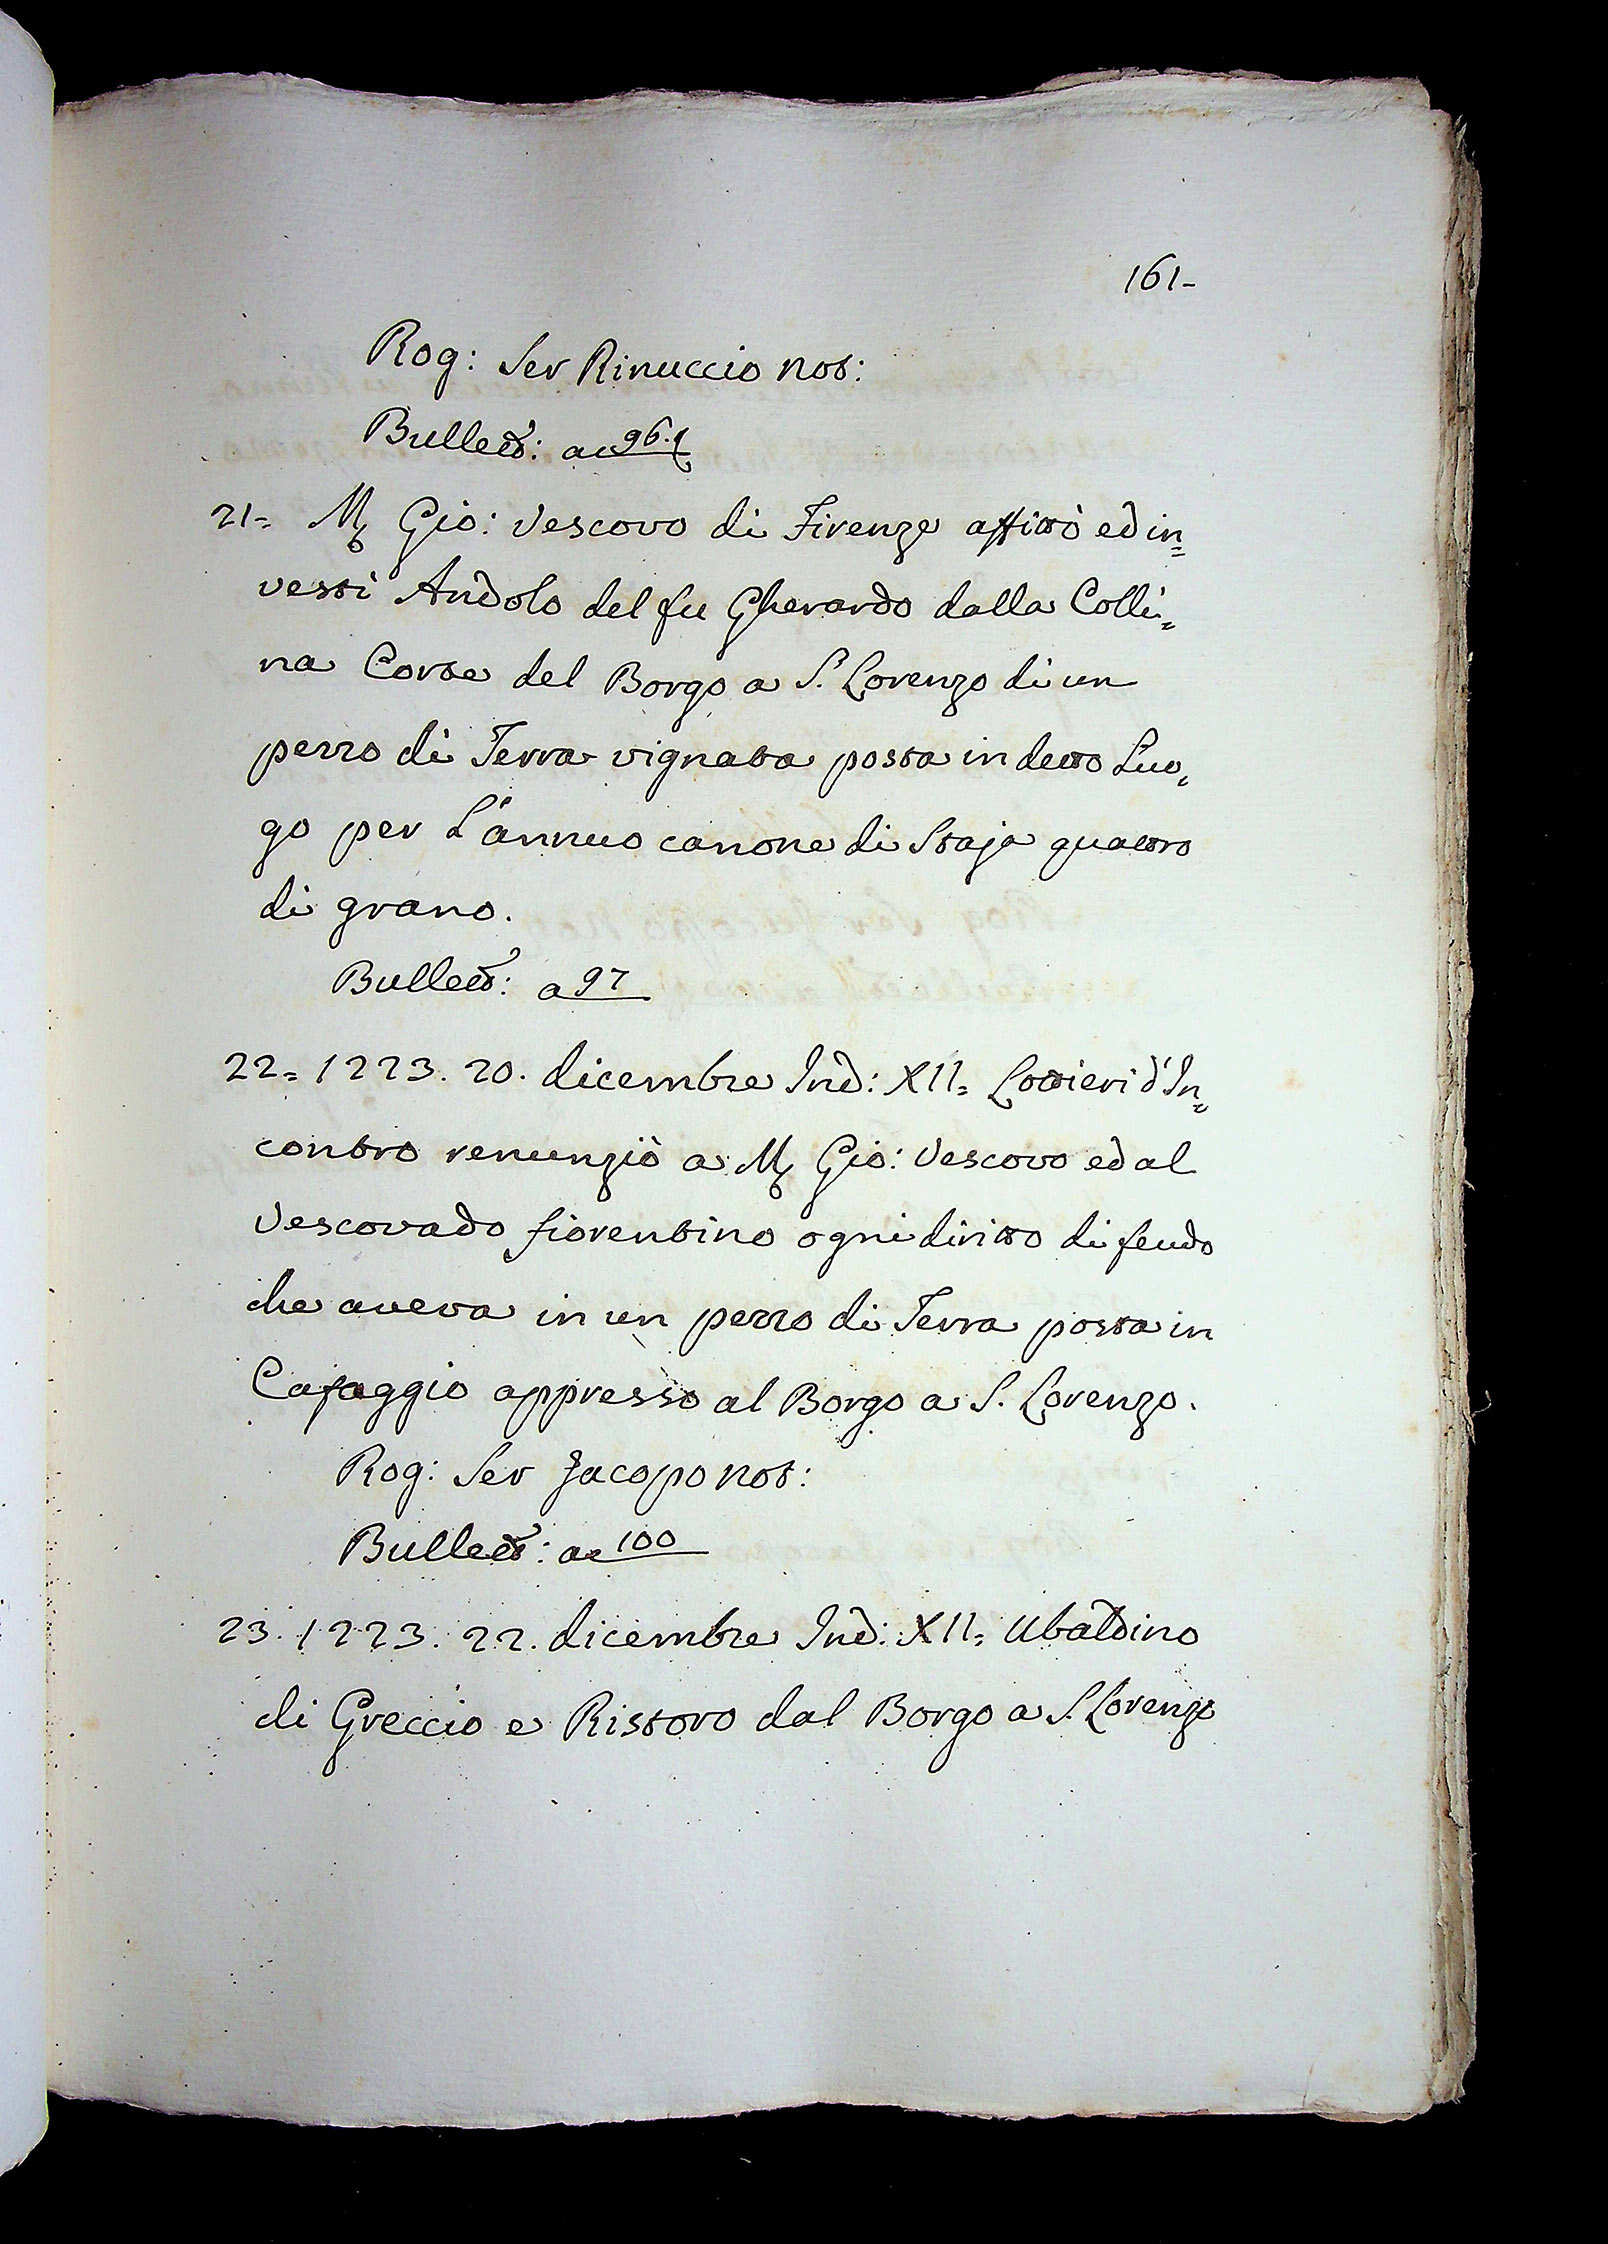 161-
Rog: Ser Rinuccio not:
Bullett: a 96.t
21= M. Gio: Vescovo di Firenze affittò ed in=
vestì Andolo del fu Gherardo dalla Colli=
na Corte del Borgo a S. Lorenzo di un
pezzo di Terra vignata posta in detto Luo=
go per L'annuo canone di Staja quattro
di grano.
Bullett: a 97
22= 1223. 20. dicembre Ind: XII= Lottieri d'In=
contro renunziò a M. Gio: Vescovo ed al
Vescovado fiorentino ogni diritto di feudo
che aveva in un pezzo di Terra posta in
Cafaggio appresso al Borgo a S. Lorenzo.
Rog: Ser Jacopo not:
Bullett: a 100
23. 1223. 22. dicembre Ind: XII= Ubaldino
di Greccio e Ristoro dal Borgo a S. Lorenzo